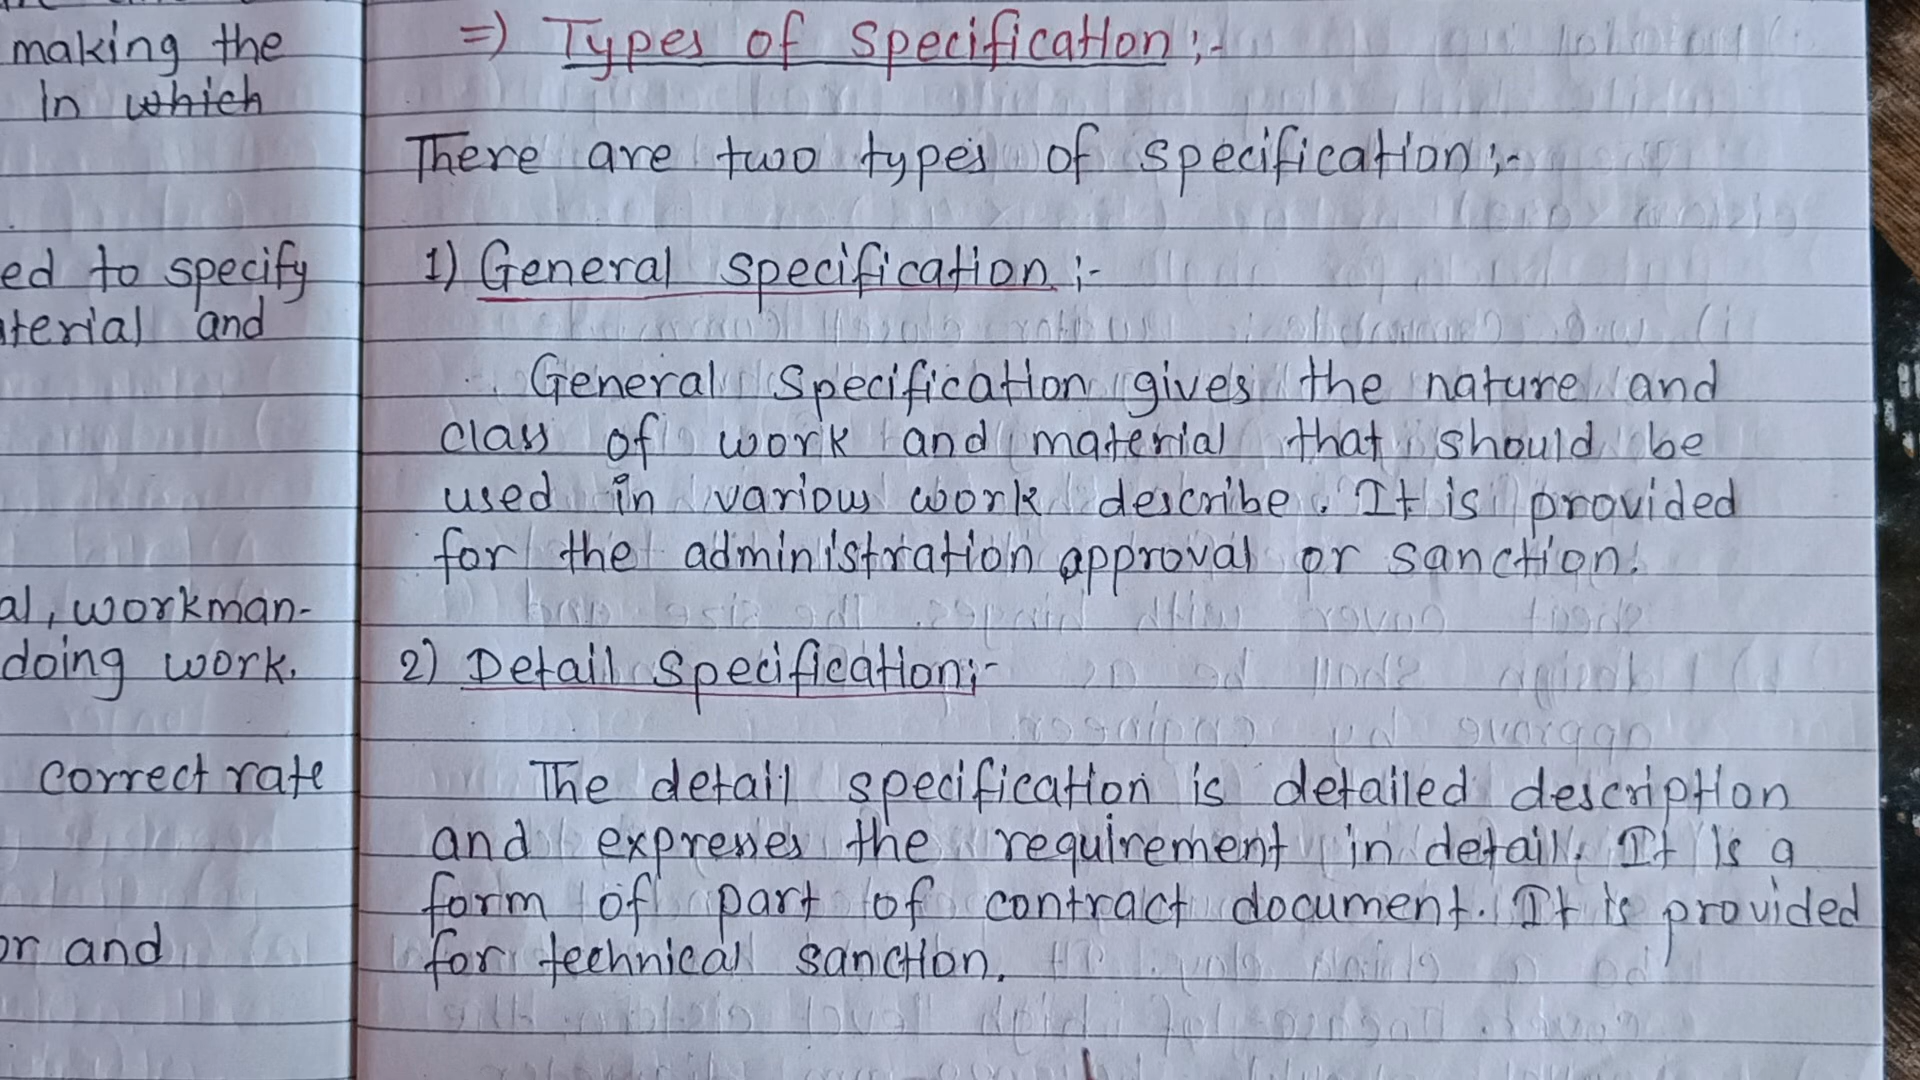 making the
in which
ed to specify
terial and
al, workman-
doing work.
correct rate
or and
=) Types of Specification :-
There are two types of specification :-
1) General specification :-
General Specification gives the nature and
class of work and material that should be
used in various work describe. It is provided
for the administration approval or sanction.
2) Detail Specification:-
The detail specification is detailed description
and expresses the requirement in detail. It is a
form of part of contract document. It is provided
for technical sanction.